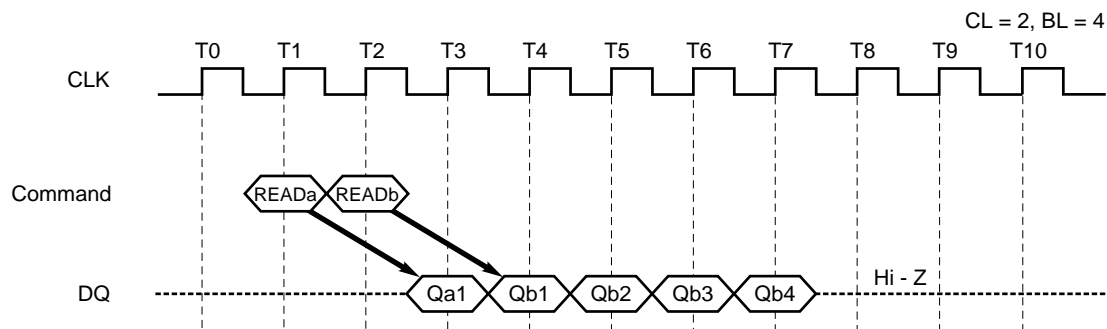 CL = 2, BL = 4
T0 T1 T2 T3 T4 T5 T6 T7 T8 T9 T10
CLK
Command READa READb
Hi - Z
DQ Qa1 Qb1 Qb2 Qb3 Qb4